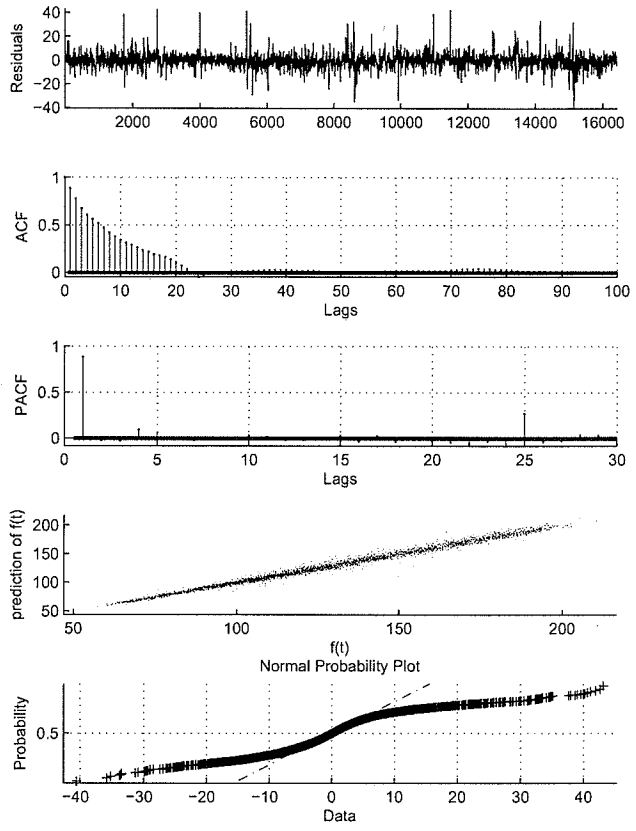 Residuals
40
20
0
−20
−40
2000 4000 6000 8000 10000 12000 14000 16000
ACF
1
0.5
0
0 10 20 30 40 50 60 70 80 90 100
Lags
PACF
1
0.5
0
0 5 10 15 20 25 30
Lags
prediction of f(t)
200
150
100
50
50 100 150 200
f(t)
Normal Probability Plot
Probability
0.5
−40 −30 −20 −10 0 10 20 30 40
Data